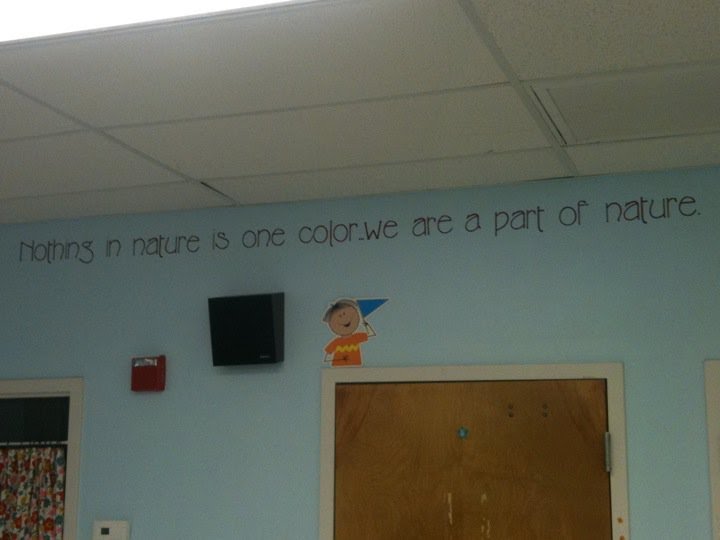 Nothing in nature is one color..we are a part of nature.